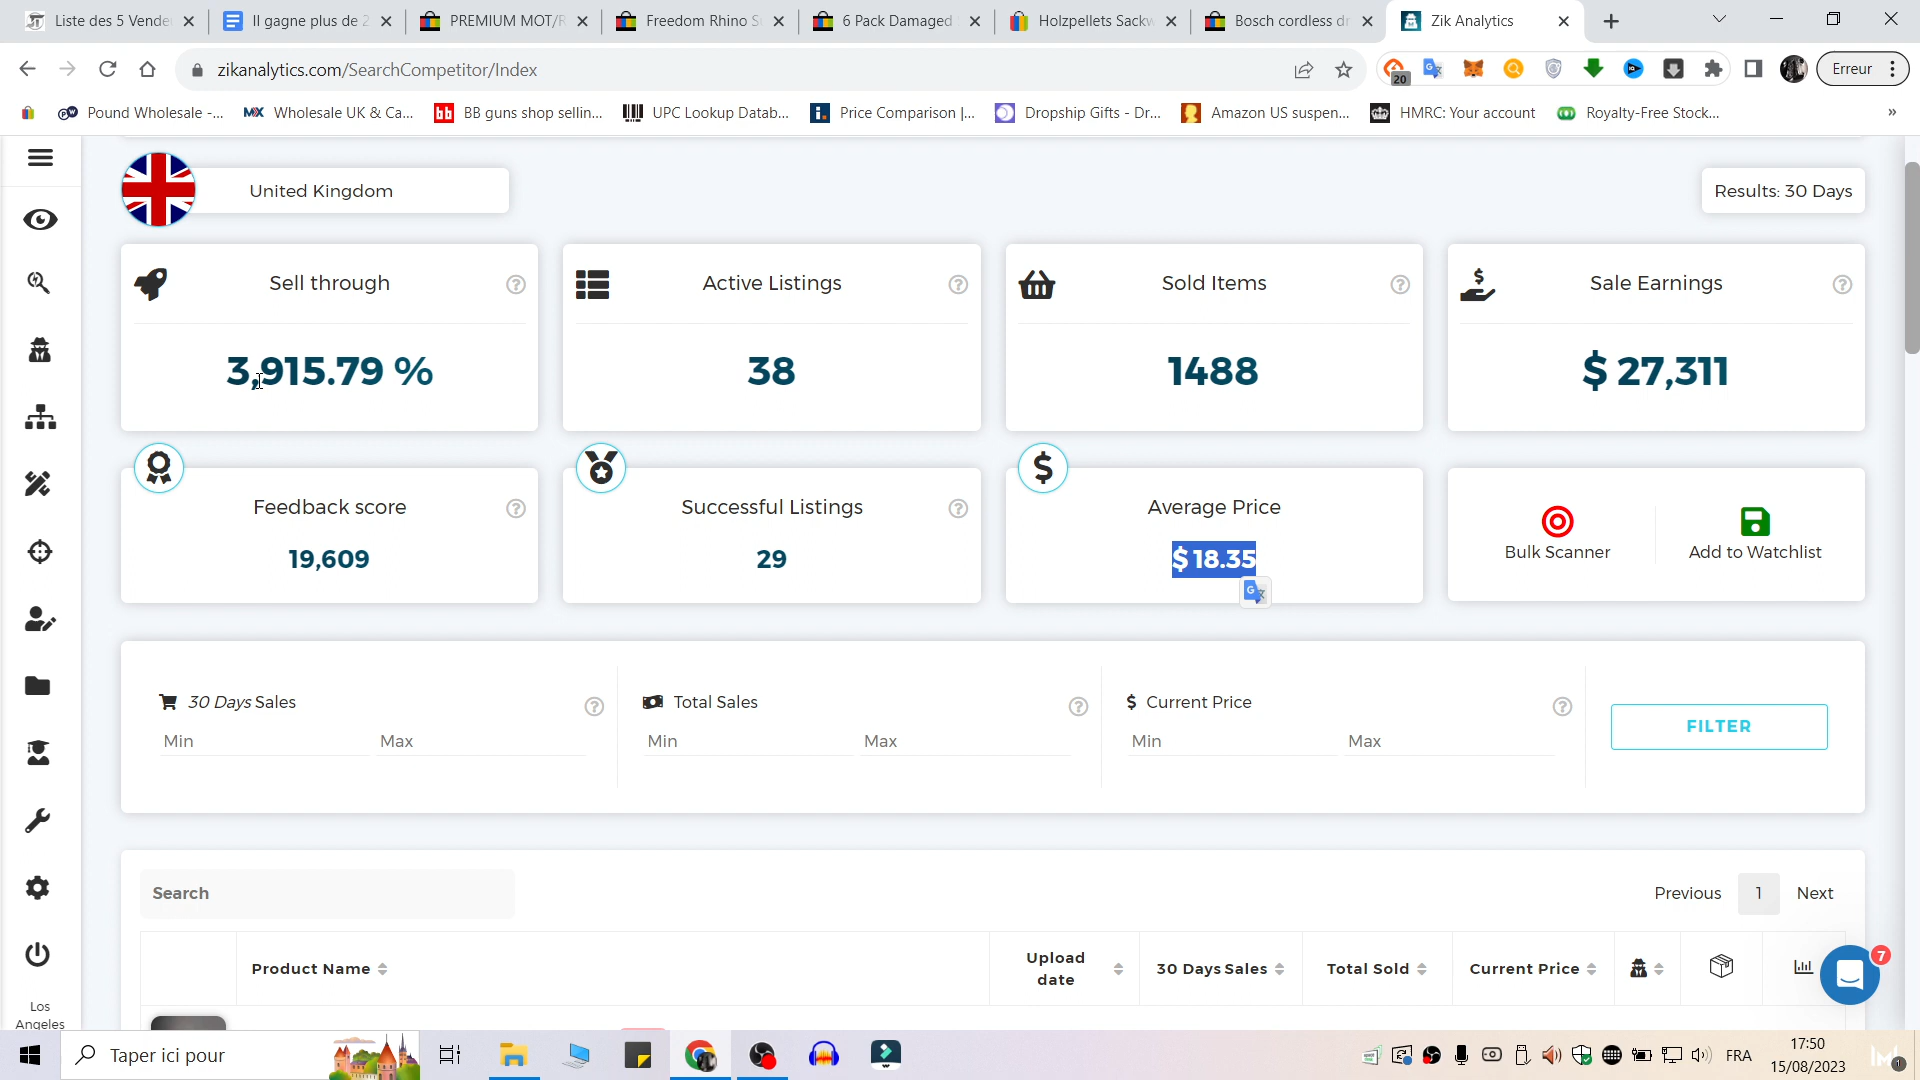 Liste des 5 Vende
Il gagne plus de 2
PREMIUM MOT/R
Freedom Rhino S
6 Pack Damaged
Holzpellets Sackw
Bosch cordless dr
Zik Analytics
zikanalytics.com/SearchCompetitor/Index
20
Erreur
Pound Wholesale -...
Wholesale UK & Ca...
BB guns shop sellin...
UPC Lookup Datab...
Price Comparison |...
Dropship Gifts - Dr...
Amazon US suspen...
HMRC: Your account
Royalty-Free Stock...
»
United Kingdom
Results: 30 Days
Sell through
Active Listings
Sold Items
Sale Earnings
3,915.79 %
38
1488
$ 27,311
Feedback score
Successful Listings
Average Price
19,609
29
$ 18.35
Bulk Scanner
Add to Watchlist
30 Days Sales
Total Sales
$ Current Price
Min
Max
Min
Max
Min
Max
FILTER
Search
Previous
1
Next
Product Name
Upload date
30 Days Sales
Total Sold
Current Price
7
Los Angeles
Taper ici pour
FRA
17:50
15/08/2023
1